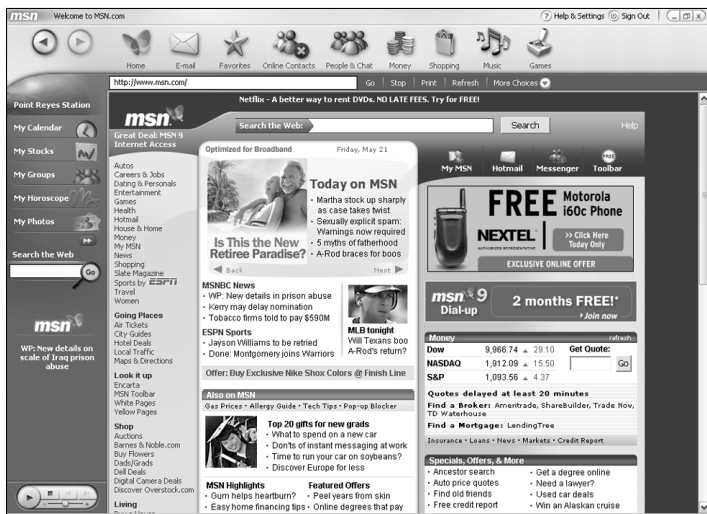 msn Welcome to MSN.com
Help & Settings Sign Out
Home E-mail Favorites Online Contacts People & Chat Money Shopping Music Games
http://www.msn.com/ Go Stop Print Refresh More Choices
Point Reyes Station
My Calendar
My Stocks
My Groups
My Horoscope
My Photos
Search the Web
Go
msn
WP: New details on
scale of Iraq prison
abuse
Netflix - A better way to rent DVDs. NO LATE FEES. Try for FREE!
msn
Search the Web: Search Help
Great Deal: MSN 9
Internet Access
Autos
Careers & Jobs
Dating & Personals
Entertainment
Games
Health
Hotmail
House & Home
Money
My MSN
News
Shopping
Slate Magazine
Sports by ESPN
Travel
Women
Going Places
Air Tickets
City Guides
Hotel Deals
Local Traffic
Maps & Directions
Look it up
Encarta
MSN Toolbar
White Pages
Yellow Pages
Shop
Auctions
Barnes & Noble.com
Buy Flowers
Dads/Grads
Dell Deals
Digital Camera Deals
Discover Overstock.com
Living
Optimized for Broadband Friday, May 21
Is This the New
Retiree Paradise?
Today on MSN
• Martha stock up sharply
as case takes twist
• Sexually explicit spam:
Warnings now required
• 5 myths of fatherhood
• A-Rod braces for boos
Back Next
MSNBC News
• WP: New details in prison abuse
• Kerry may delay nomination
• Tobacco firms told to pay $590M
ESPN Sports
• Jayson Williams to be retried
• Done: Montgomery joins Warriors
MLB tonight
Will Texans boo
A-Rod's return?
Offer: Buy Exclusive Nike Shox Colors @ Finish Line
Also on MSN
Gas Prices • Allergy Guide • Tech Tips • Pop-up Blocker
Top 20 gifts for new grads
• What to spend on a new car
• Don'ts of instant messaging at work
• Time to run your car on soybeans?
• Discover Europe for less
MSN Highlights
• Gum helps heartburn?
• Easy home financing tips
Featured Offers
• Peel years from skin
• Online degrees that pay
My MSN Hotmail Messenger FREE Toolbar
FREE Motorola
i60c Phone
NEXTEL
AUTHORIZED REPRESENTATIVE
>> Click Here
Today Only
EXCLUSIVE ONLINE OFFER
msn 9
Dial-up
2 months FREE!*
Join now
Money refresh
Dow 9,966.74 29.10
NASDAQ 1,912.09 15.50
S&P 1,093.56 4.37
Get Quote:
Go
Quotes delayed at least 20 minutes
Find a Broker: Ameritrade, ShareBuilder, Trade Now,
TD Waterhouse
Find a Mortgage: LendingTree
Insurance • Loans • News • Markets • Credit Report
Specials, Offers, & More
• Ancestor search
• Auto price quotes
• Find old friends
• Free credit report
• Get a degree online
• Need a lawyer?
• Used car deals
• Win an Alaskan cruise